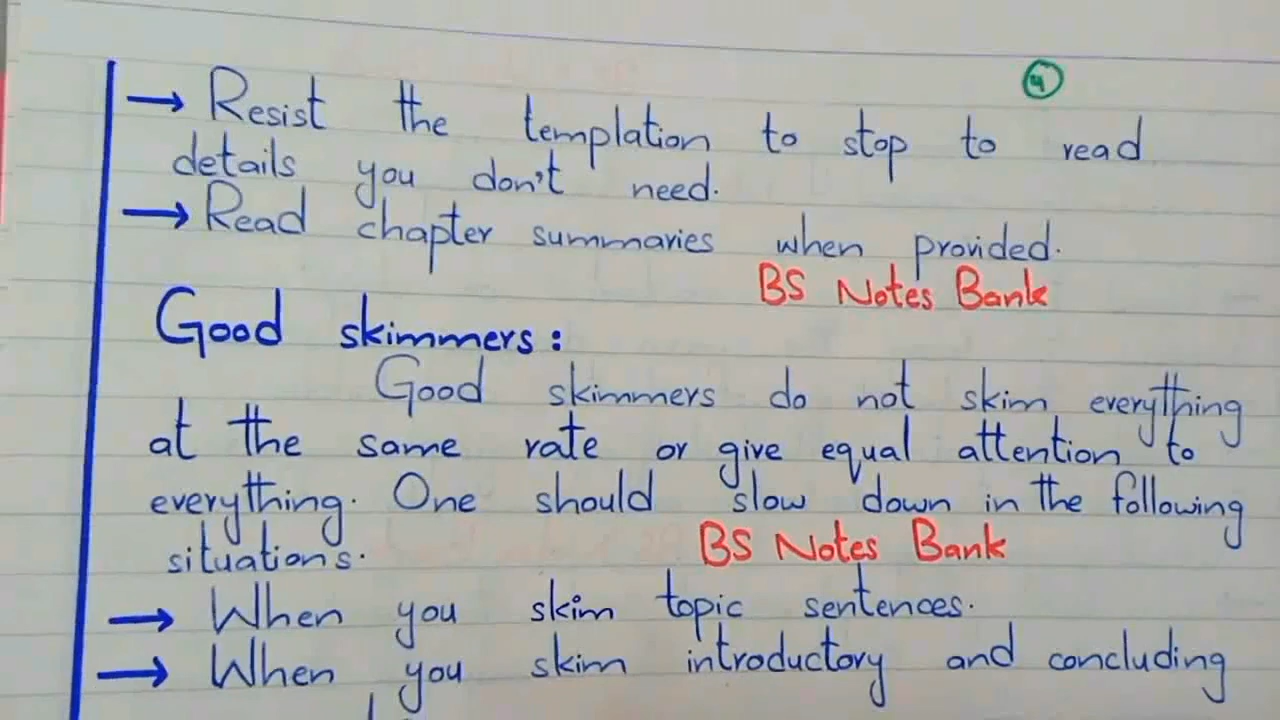 4
→ Resist the templation to stop to read
details you don't need.
→ Read chapter summaries when provided.
BS Notes Bank
Good skimmers:
Good skimmers do not skim everything
at the same rate or give equal attention to
everything. One should slow down in the following
situations.
BS Notes Bank
→ When you skim topic sentences.
→ When you skim introductory and concluding